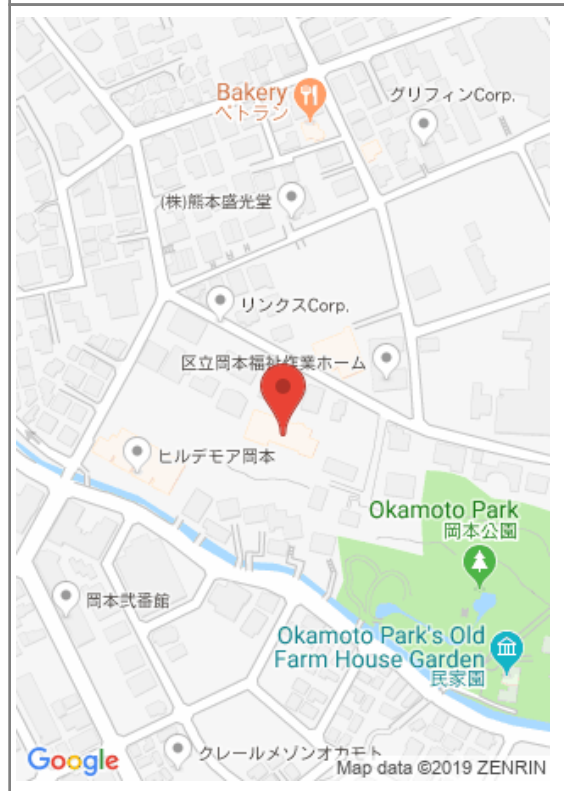 Bakery
ベトラン
グリフィンCorp.
(株)熊本盛光堂
リンクスCorp.
区立岡本福祉作業ホーム
ヒルデモア岡本
Okamoto Park
岡本公園
岡本弐番館
Okamoto Park's Old
Farm House Garden
民家園
クレールメゾンオカモト
Google
Map data ©2019 ZENRIN